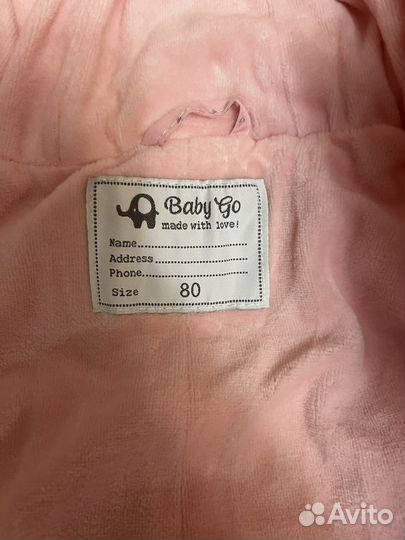 Baby Go
made with love!
Name
Address
Phone
Size 80
Avito